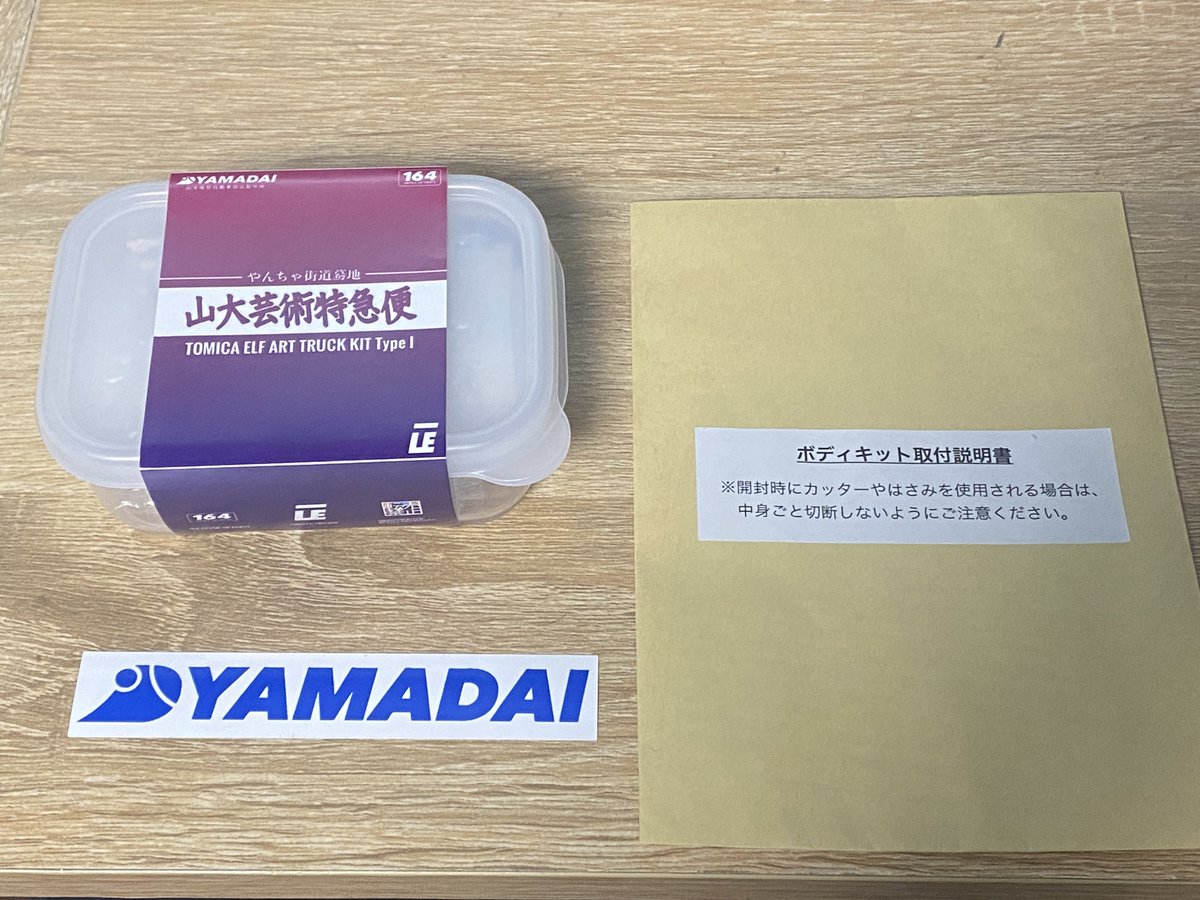 YAMADAI
164
やんちゃ街道墓地
山大芸術特急便
TOMICA ELF ART TRUCK KIT Type I
LE
164
LE
ボディキット取付説明書
※開封時にカッターやはさみを使用される場合は、
中身ごと切断しないようにご注意ください。
YAMADAI